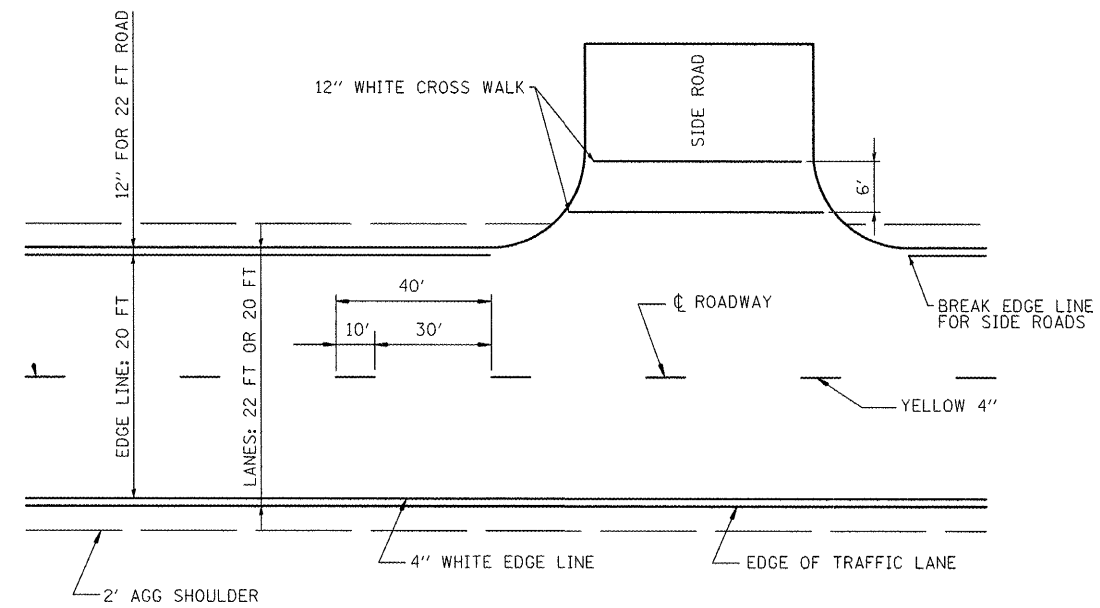 12" FOR 22 FT ROAD
12" WHITE CROSS WALK
SIDE ROAD
6'
40'
10'
30'
℄ ROADWAY
BREAK EDGE LINE
FOR SIDE ROADS
EDGE LINE: 20 FT
LANES: 22 FT OR 20 FT
YELLOW 4"
4" WHITE EDGE LINE
EDGE OF TRAFFIC LANE
2' AGG SHOULDER